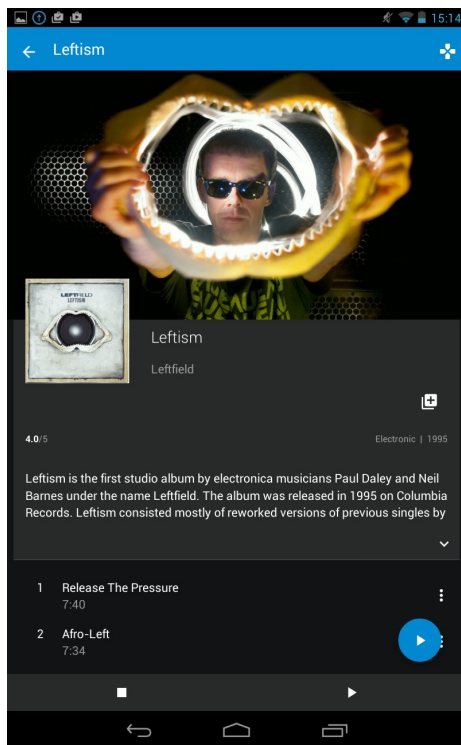 15:14
Leftism
LEFTFIELD
LEFTISM
Leftism
Leftfield
4.0/5
Electronic | 1995
Leftism is the first studio album by electronica musicians Paul Daley and Neil
Barnes under the name Leftfield. The album was released in 1995 on Columbia
Records. Leftism consisted mostly of reworked versions of previous singles by
1 Release The Pressure
7:40
2 Afro-Left
7:34